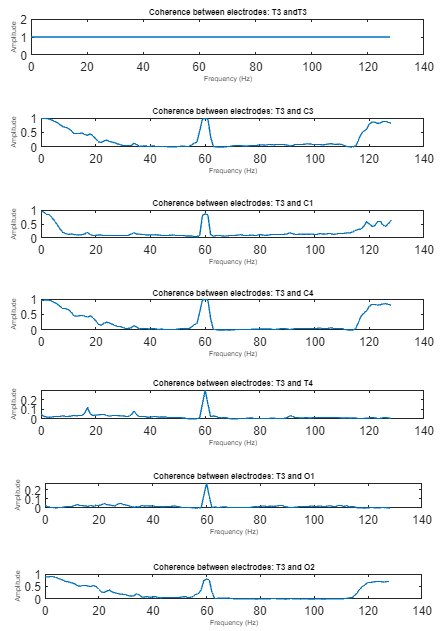 Coherence between electrodes: T3 andT3
Amplitude
2
1
0
0 20 40 60 80 100 120 140
Frequency (Hz)
Coherence between electrodes: T3 and C3
Amplitude
1
0.5
0
0 20 40 60 80 100 120 140
Frequency (Hz)
Coherence between electrodes: T3 and C1
Amplitude
1
0.5
0
0 20 40 60 80 100 120 140
Frequency (Hz)
Coherence between electrodes: T3 and C4
Amplitude
1
0.5
0
0 20 40 60 80 100 120 140
Frequency (Hz)
Coherence between electrodes: T3 and T4
Amplitude
0.2
0.1
0
0 20 40 60 80 100 120 140
Frequency (Hz)
Coherence between electrodes: T3 and O1
Amplitude
0.2
0.1
0
0 20 40 60 80 100 120 140
Frequency (Hz)
Coherence between electrodes: T3 and O2
Amplitude
1
0.5
0
0 20 40 60 80 100 120 140
Frequency (Hz)